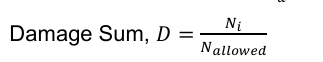 Damage Sum, D = N_i / N_allowed